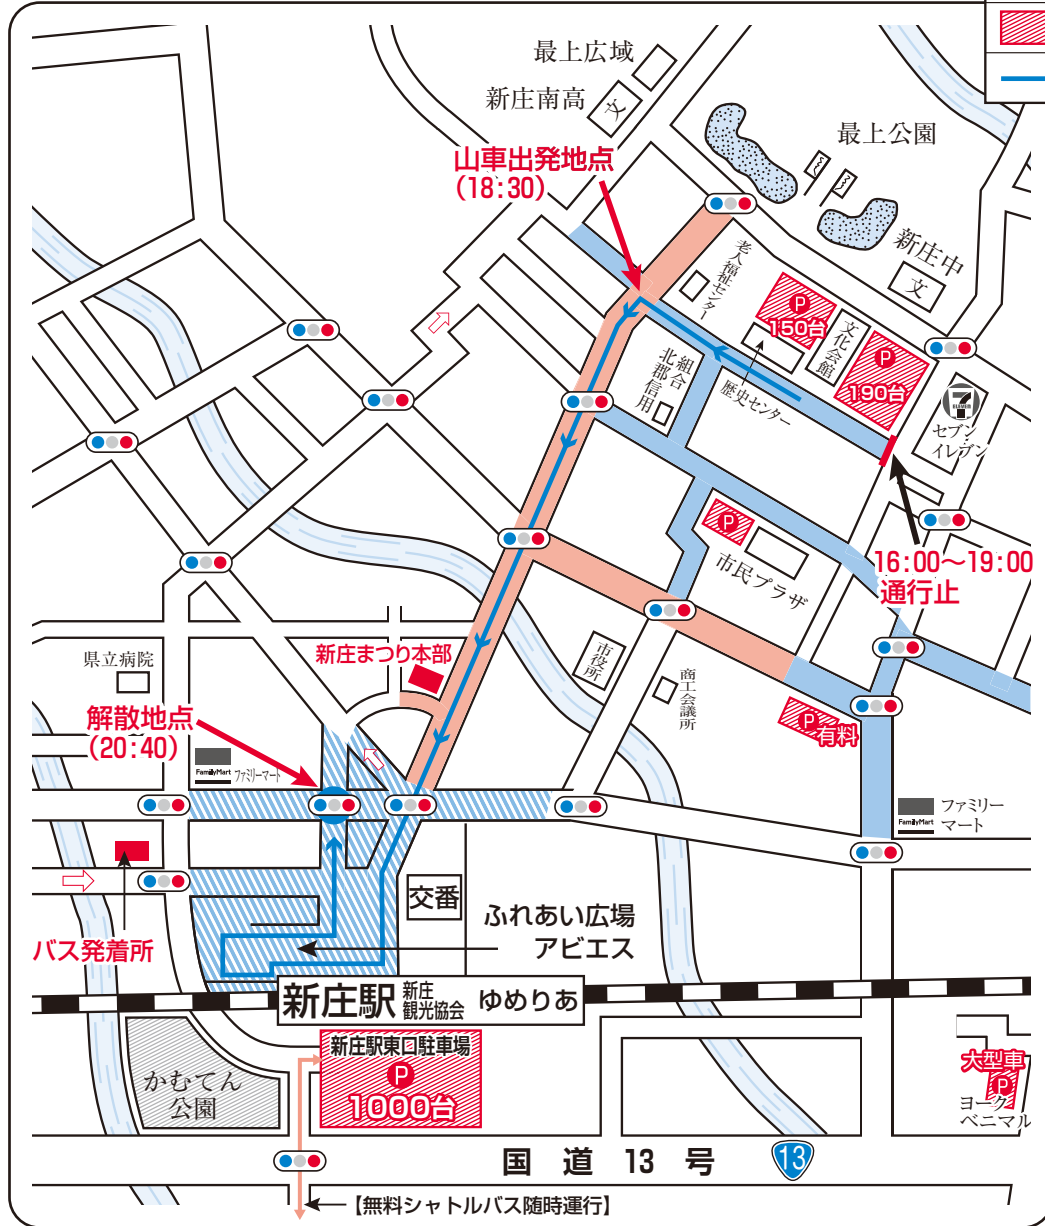 最上広域
新庄南高
文
最上公園
山車出発地点
(18:30)
新庄中
文
老人福祉センター
P
150台
文化会館
P
190台
歴史センター
北郡信用
組合
7
ELEVEN
セブン
イレブン
16:00〜19:00
通行止
P
市民プラザ
市役所
商工会議所
新庄まつり本部
県立病院
解散地点
(20:40)
FamilyMart
ファミリーマート
P
有料
FamilyMart
ファミリー
マート
バス発着所
交番
ふれあい広場
アビエス
新庄駅
新庄
観光協会
ゆめりあ
新庄駅東口駐車場
P
1000台
かむてん
公園
大型車
P
ヨーク
ベニマル
国道13号
13
【無料シャトルバス随時運行】